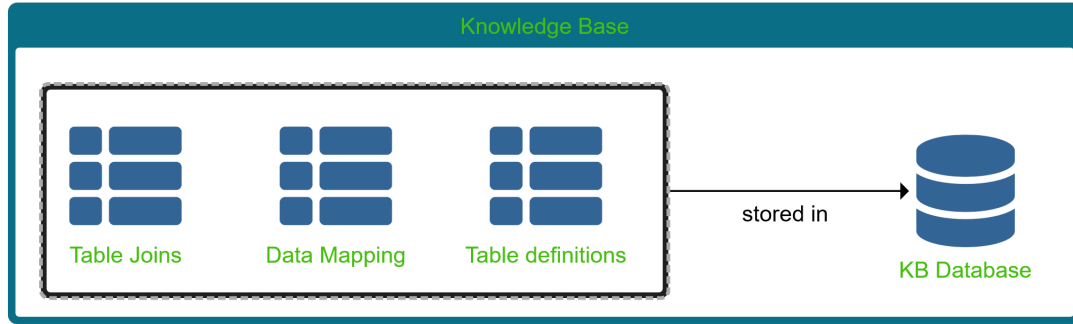 Knowledge Base
Table Joins
Data Mapping
Table definitions
stored in
KB Database